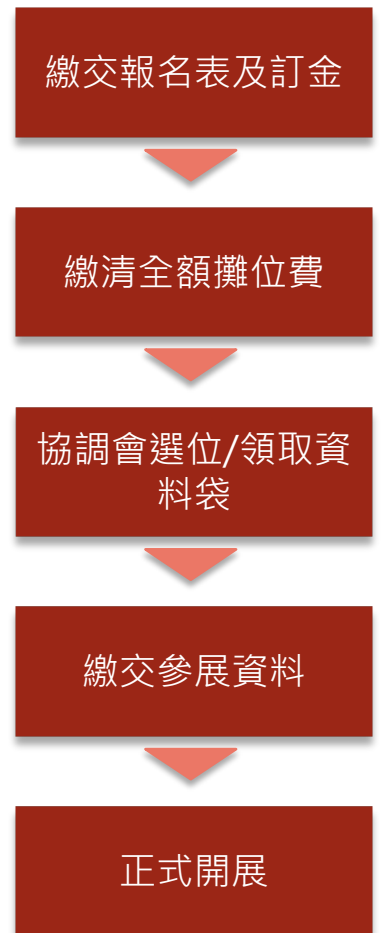 繳交報名表及訂金
繳清全額攤位費
協調會選位/領取資
料袋
繳交參展資料
正式開展